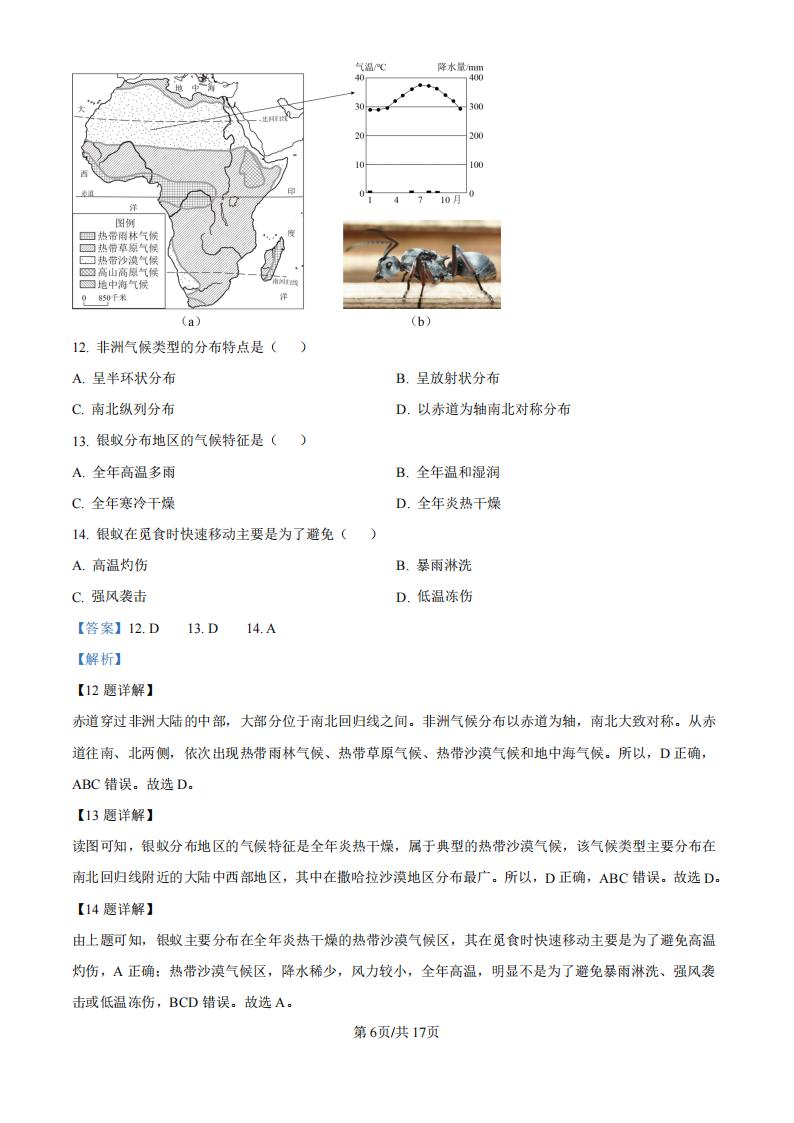 气温/℃ 降水量/mm
40 400
30 300
20 200
10 100
0 0
1 4 7 10 月
地 中 海
大
北回归线
西
赤道
洋
印
度
洋
南回归线
图例
热带雨林气候
热带草原气候
热带沙漠气候
高山高原气候
地中海气候
0 850千米
（a） （b）
12. 非洲气候类型的分布特点是（ ）
A. 呈半环状分布 B. 呈放射状分布
C. 南北纵列分布 D. 以赤道为轴南北对称分布
13. 银蚁分布地区的气候特征是（ ）
A. 全年高温多雨 B. 全年温和湿润
C. 全年寒冷干燥 D. 全年炎热干燥
14. 银蚁在觅食时快速移动主要是为了避免（ ）
A. 高温灼伤 B. 暴雨淋洗
C. 强风袭击 D. 低温冻伤
【答案】12. D 13. D 14. A
【解析】
【12 题详解】
赤道穿过非洲大陆的中部，大部分位于南北回归线之间。非洲气候分布以赤道为轴，南北大致对称。从赤
道往南、北两侧，依次出现热带雨林气候、热带草原气候、热带沙漠气候和地中海气候。所以，D 正确，
ABC 错误。故选 D。
【13 题详解】
读图可知，银蚁分布地区的气候特征是全年炎热干燥，属于典型的热带沙漠气候，该气候类型主要分布在
南北回归线附近的大陆中西部地区，其中在撒哈拉沙漠地区分布最广。所以，D 正确，ABC 错误。故选 D。
【14 题详解】
由上题可知，银蚁主要分布在全年炎热干燥的热带沙漠气候区，其在觅食时快速移动主要是为了避免高温
灼伤，A 正确；热带沙漠气候区，降水稀少，风力较小，全年高温，明显不是为了避免暴雨淋洗、强风袭
击或低温冻伤，BCD 错误。故选 A。
第 6页/共 17页